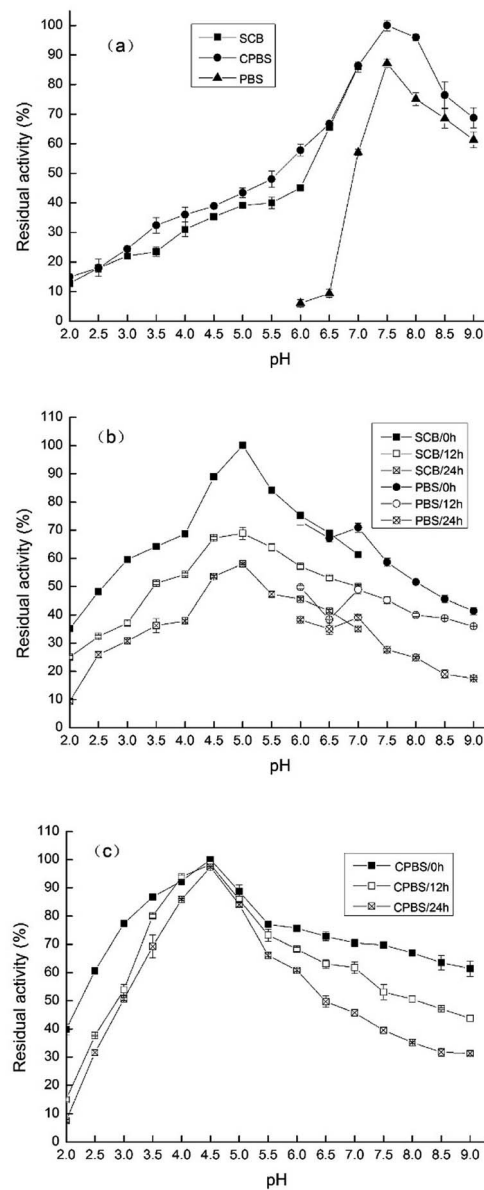 (a)
SCB
CPBS
PBS
Residual activity (%)
100
90
80
70
60
50
40
30
20
10
0
2.0 2.5 3.0 3.5 4.0 4.5 5.0 5.5 6.0 6.5 7.0 7.5 8.0 8.5 9.0
pH
(b)
SCB/0h
SCB/12h
SCB/24h
PBS/0h
PBS/12h
PBS/24h
Residual activity (%)
110
100
90
80
70
60
50
40
30
20
10
0
2.0 2.5 3.0 3.5 4.0 4.5 5.0 5.5 6.0 6.5 7.0 7.5 8.0 8.5 9.0
pH
(c)
CPBS/0h
CPBS/12h
CPBS/24h
Residual activity (%)
110
100
90
80
70
60
50
40
30
20
10
0
2.0 2.5 3.0 3.5 4.0 4.5 5.0 5.5 6.0 6.5 7.0 7.5 8.0 8.5 9.0
pH